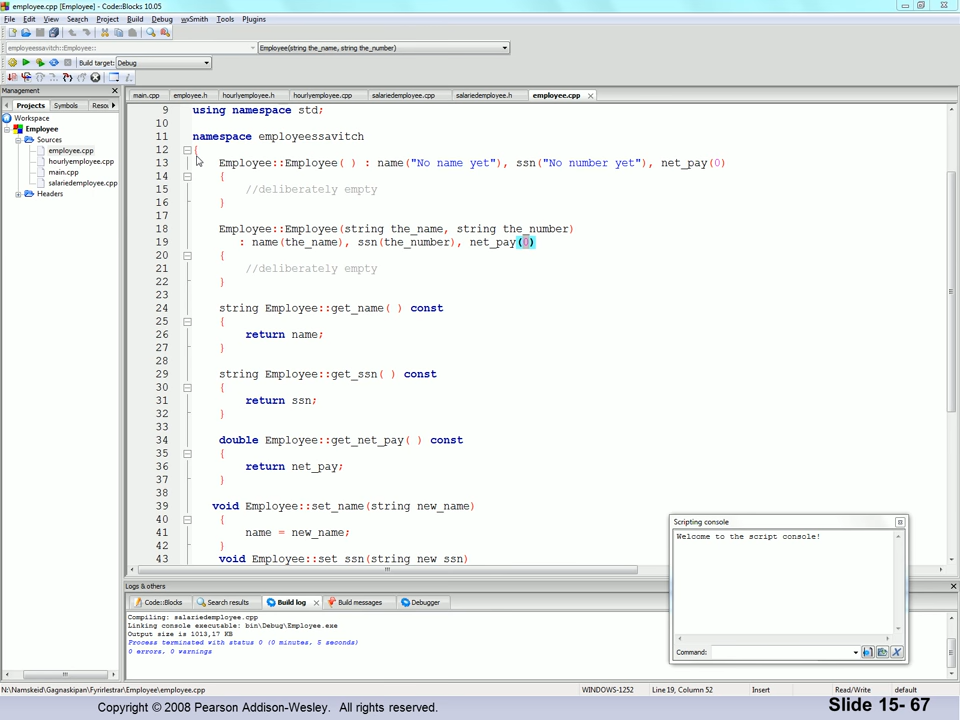 employee.cpp [Employee] - Code::Blocks 10.05
File Edit View Search Project Build Debug wxSmith Tools Plugins
employeessavitch::Employee::
Employee(string the_name, string the_number)
Build target: Debug
Management
Projects Symbols Resou
Workspace
Employee
Sources
employee.cpp
hourlyemployee.cpp
main.cpp
salariedemployee.cpp
Headers
main.cpp employee.h hourlyemployee.h hourlyemployee.cpp salariedemployee.cpp salariedemployee.h employee.cpp
9 using namespace std;
10
11 namespace employeessavitch
12 {
13 Employee::Employee( ) : name("No name yet"), ssn("No number yet"), net_pay(0)
14 {
15 //deliberately empty
16 }
17
18 Employee::Employee(string the_name, string the_number)
19 : name(the_name), ssn(the_number), net_pay(0)
20 {
21 //deliberately empty
22 }
23
24 string Employee::get_name( ) const
25 {
26 return name;
27 }
28
29 string Employee::get_ssn( ) const
30 {
31 return ssn;
32 }
33
34 double Employee::get_net_pay( ) const
35 {
36 return net_pay;
37 }
38
39 void Employee::set_name(string new_name)
40 {
41 name = new_name;
42 }
43 void Employee::set_ssn(string new_ssn)
Scripting console
Welcome to the script console!
Command:
Logs & others
Code::Blocks Search results Build log Build messages Debugger
Compiling: salariedemployee.cpp
Linking console executable: bin\Debug\Employee.exe
Output size is 1013,17 KB
Process terminated with status 0 (0 minutes, 5 seconds)
0 errors, 0 warnings
N:\Namskeid\Gagnaskipan\Fyrirlestrar\Employee\employee.cpp WINDOWS-1252 Line 19, Column 52 Insert Read/Write default
Copyright © 2008 Pearson Addison-Wesley. All rights reserved.
Slide 15- 67